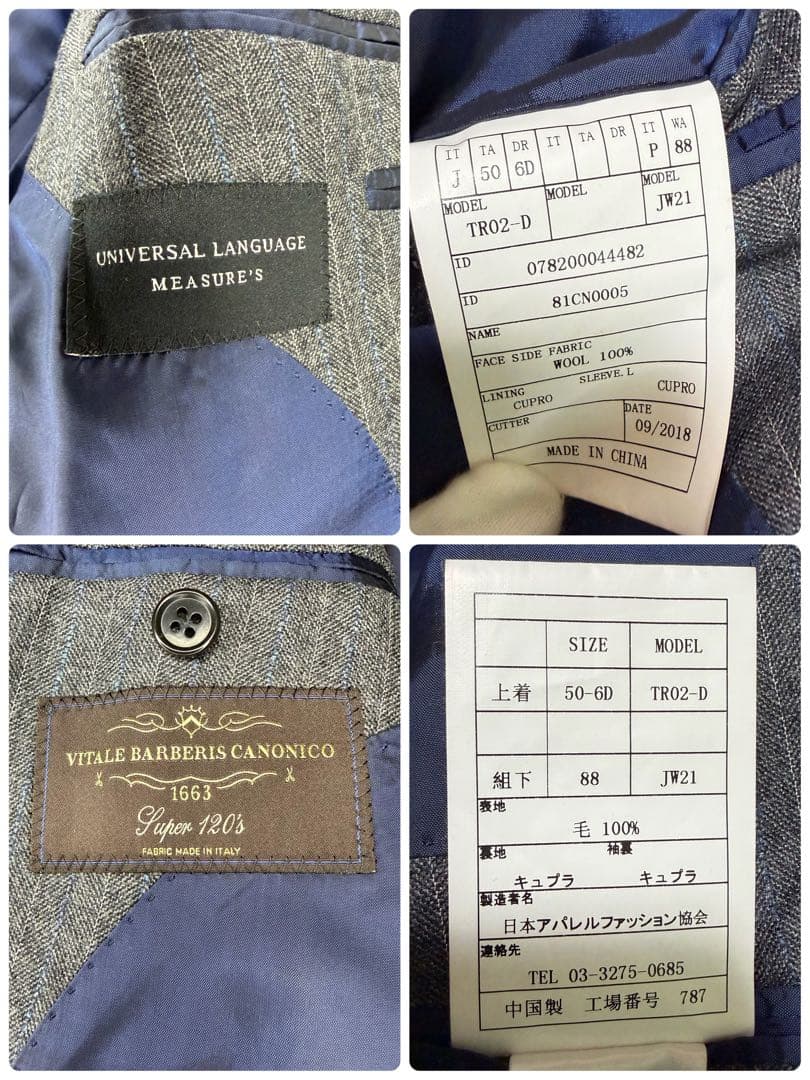 UNIVERSAL LANGUAGE
MEASURE'S
IT TA DR IT TA DR IT WA
J 50 6D P 88
MODEL MODEL MODEL
TR02-D JW21
ID 078200044482
ID 81CN0005
NAME
FACE SIDE FABRIC
WOOL 100%
LINING SLEEVE.L
CUPRO CUPRO
CUTTER DATE
09/2018
MADE IN CHINA
VITALE BARBERIS CANONICO
1663
Super 120's
FABRIC MADE IN ITALY
SIZE MODEL
上着 50-6D TR02-D
組下 88 JW21
表地
毛 100%
裏地 袖裏
キュプラ キュプラ
製造者名
日本アパレルファッション協会
連絡先
TEL 03-3275-0685
中国製 工場番号 787